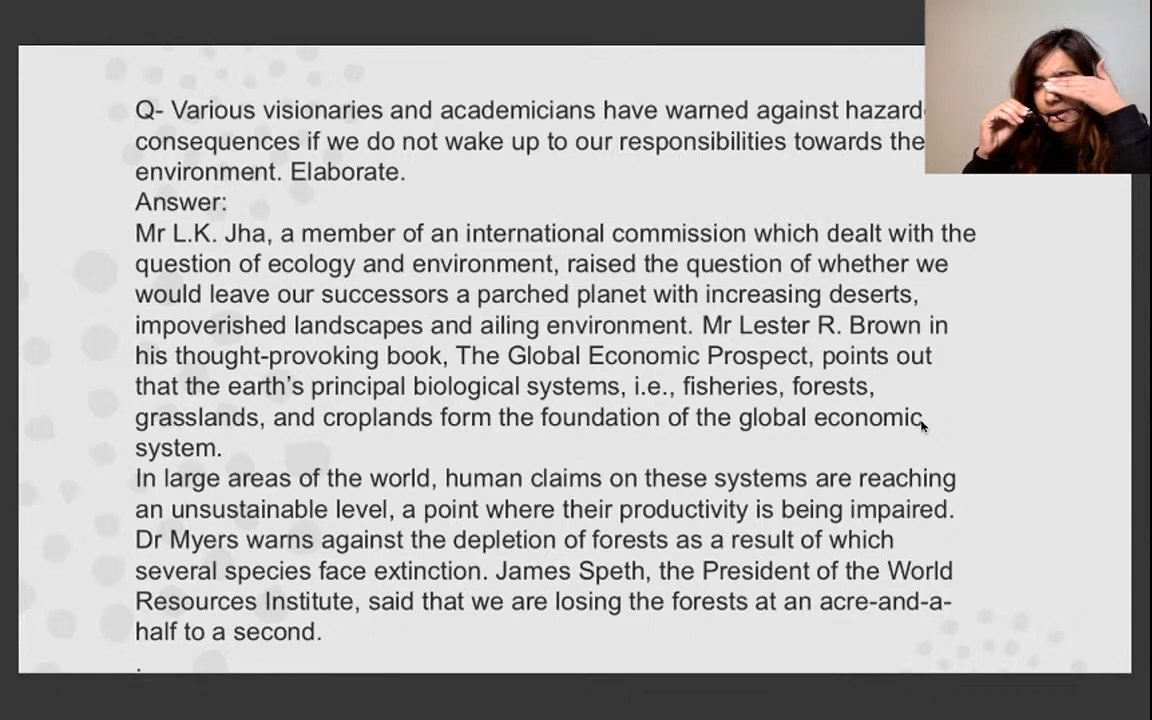 Q- Various visionaries and academicians have warned against
consequences if we do not wake up to our responsibilities towards the
environment. Elaborate.
Answer:
Mr L.K. Jha, a member of an international commission which dealt with the
question of ecology and environment, raised the question of whether we
would leave our successors a parched planet with increasing deserts,
impoverished landscapes and ailing environment. Mr Lester R. Brown in
his thought-provoking book, The Global Economic Prospect, points out
that the earth’s principal biological systems, i.e., fisheries, forests,
grasslands, and croplands form the foundation of the global economic
system.
In large areas of the world, human claims on these systems are reaching
an unsustainable level, a point where their productivity is being impaired.
Dr Myers warns against the depletion of forests as a result of which
several species face extinction. James Speth, the President of the World
Resources Institute, said that we are losing the forests at an acre-and-a-
half to a second.
.